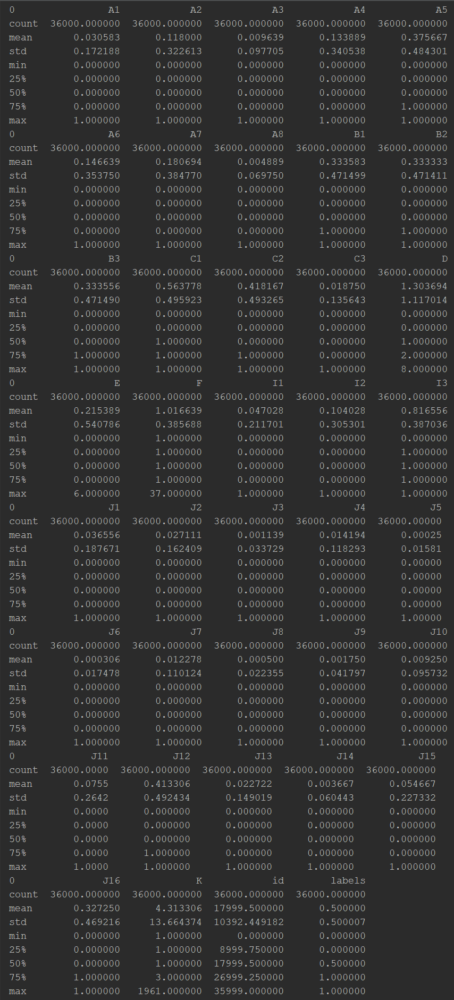 0 A1 A2 A3 A4 A5
count 36000.000000 36000.000000 36000.000000 36000.000000 36000.000000
mean 0.030583 0.118000 0.009639 0.133889 0.375667
std 0.172188 0.322613 0.097705 0.340538 0.484301
min 0.000000 0.000000 0.000000 0.000000 0.000000
25% 0.000000 0.000000 0.000000 0.000000 0.000000
50% 0.000000 0.000000 0.000000 0.000000 0.000000
75% 0.000000 0.000000 0.000000 0.000000 1.000000
max 1.000000 1.000000 1.000000 1.000000 1.000000
0 A6 A7 A8 B1 B2
count 36000.000000 36000.000000 36000.000000 36000.000000 36000.000000
mean 0.146639 0.180694 0.004889 0.333583 0.333333
std 0.353750 0.384770 0.069750 0.471499 0.471411
min 0.000000 0.000000 0.000000 0.000000 0.000000
25% 0.000000 0.000000 0.000000 0.000000 0.000000
50% 0.000000 0.000000 0.000000 0.000000 0.000000
75% 0.000000 0.000000 0.000000 1.000000 1.000000
max 1.000000 1.000000 1.000000 1.000000 1.000000
0 B3 C1 C2 C3 D
count 36000.000000 36000.000000 36000.000000 36000.000000 36000.000000
mean 0.333556 0.563778 0.418167 0.018750 1.303694
std 0.471490 0.495923 0.493265 0.135643 1.117014
min 0.000000 0.000000 0.000000 0.000000 0.000000
25% 0.000000 0.000000 0.000000 0.000000 0.000000
50% 0.000000 1.000000 0.000000 0.000000 1.000000
75% 1.000000 1.000000 1.000000 0.000000 2.000000
max 1.000000 1.000000 1.000000 1.000000 8.000000
0 E F I1 I2 I3
count 36000.000000 36000.000000 36000.000000 36000.000000 36000.000000
mean 0.215389 1.016639 0.047028 0.104028 0.816556
std 0.540786 0.385688 0.211701 0.305301 0.387036
min 0.000000 1.000000 0.000000 0.000000 0.000000
25% 0.000000 1.000000 0.000000 0.000000 1.000000
50% 0.000000 1.000000 0.000000 0.000000 1.000000
75% 0.000000 1.000000 0.000000 0.000000 1.000000
max 6.000000 37.000000 1.000000 1.000000 1.000000
0 J1 J2 J3 J4 J5
count 36000.000000 36000.000000 36000.000000 36000.000000 36000.00000
mean 0.036556 0.027111 0.001139 0.014194 0.00025
std 0.187671 0.162409 0.033729 0.118293 0.01581
min 0.000000 0.000000 0.000000 0.000000 0.00000
25% 0.000000 0.000000 0.000000 0.000000 0.00000
50% 0.000000 0.000000 0.000000 0.000000 0.00000
75% 0.000000 0.000000 0.000000 0.000000 0.00000
max 1.000000 1.000000 1.000000 1.000000 1.00000
0 J6 J7 J8 J9 J10
count 36000.000000 36000.000000 36000.000000 36000.000000 36000.000000
mean 0.000306 0.012278 0.000500 0.001750 0.009250
std 0.017478 0.110124 0.022355 0.041797 0.095732
min 0.000000 0.000000 0.000000 0.000000 0.000000
25% 0.000000 0.000000 0.000000 0.000000 0.000000
50% 0.000000 0.000000 0.000000 0.000000 0.000000
75% 0.000000 0.000000 0.000000 0.000000 0.000000
max 1.000000 1.000000 1.000000 1.000000 1.000000
0 J11 J12 J13 J14 J15
count 36000.0000 36000.000000 36000.000000 36000.000000 36000.000000
mean 0.0755 0.413306 0.022722 0.003667 0.054667
std 0.2642 0.492434 0.149019 0.060443 0.227332
min 0.0000 0.000000 0.000000 0.000000 0.000000
25% 0.0000 0.000000 0.000000 0.000000 0.000000
50% 0.0000 0.000000 0.000000 0.000000 0.000000
75% 0.0000 1.000000 0.000000 0.000000 0.000000
max 1.0000 1.000000 1.000000 1.000000 1.000000
0 J16 K id labels
count 36000.000000 36000.000000 36000.000000 36000.000000
mean 0.327250 4.313306 17999.500000 0.500000
std 0.469216 13.664374 10392.449182 0.500007
min 0.000000 1.000000 0.000000 0.000000
25% 0.000000 1.000000 8999.750000 0.000000
50% 0.000000 1.000000 17999.500000 0.500000
75% 1.000000 3.000000 26999.250000 1.000000
max 1.000000 1961.000000 35999.000000 1.000000